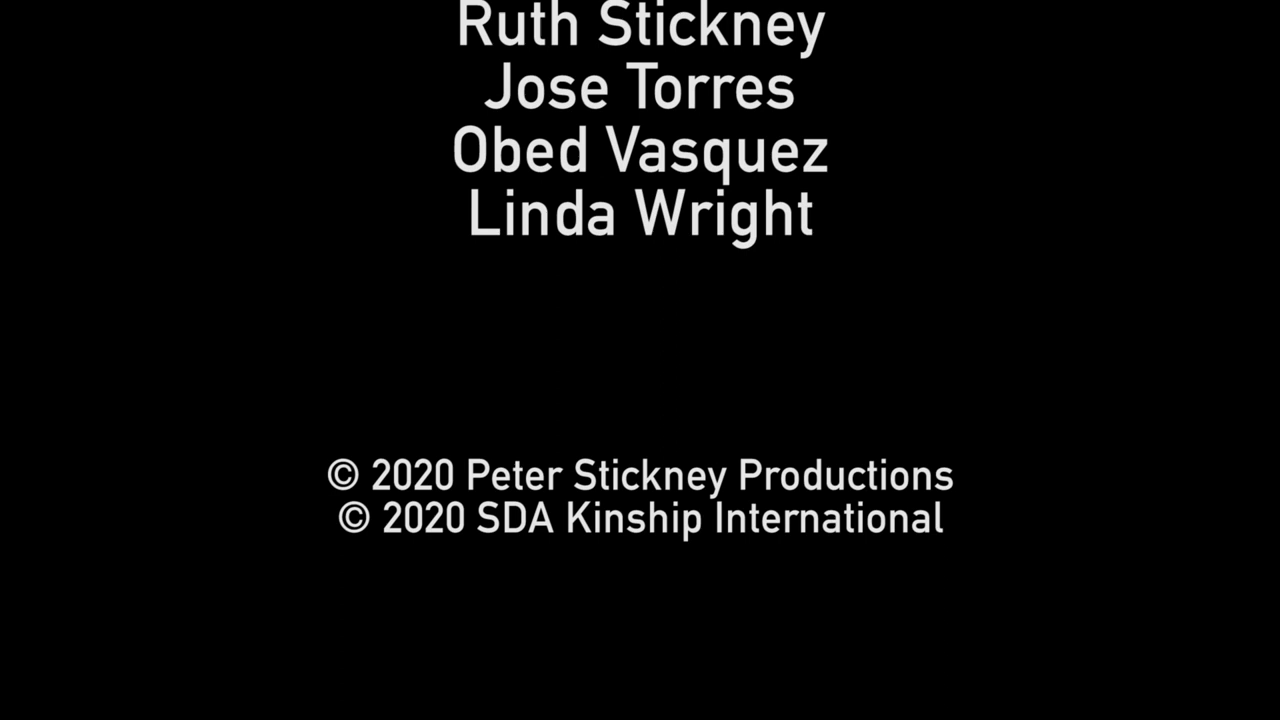 Ruth Stickney
Jose Torres
Obed Vasquez
Linda Wright
© 2020 Peter Stickney Productions
© 2020 SDA Kinship International